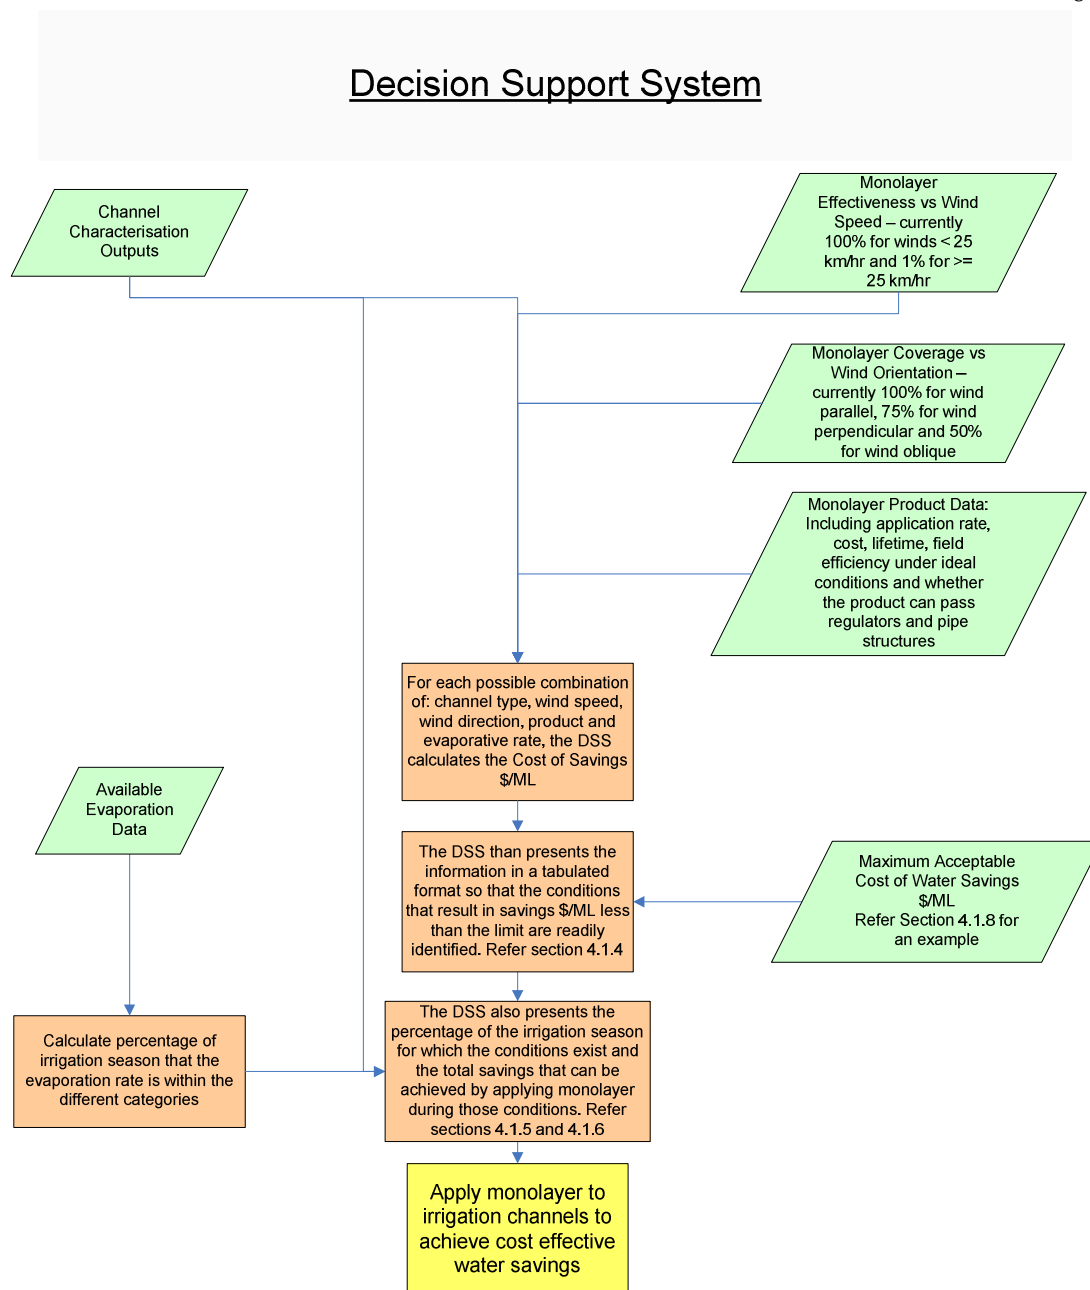 Decision Support System
Channel
Characterisation
Outputs
Monolayer
Effectiveness vs Wind
Speed – currently
100% for winds < 25
km/hr and 1% for >=
25 km/hr
Monolayer Coverage vs
Wind Orientation –
currently 100% for wind
parallel, 75% for wind
perpendicular and 50%
for wind oblique
Monolayer Product Data:
Including application rate,
cost, lifetime, field
efficiency under ideal
conditions and whether
the product can pass
regulators and pipe
structures
For each possible combination
of: channel type, wind speed,
wind direction, product and
evaporative rate, the DSS
calculates the Cost of Savings
$/ML
Available
Evaporation
Data
The DSS than presents the
information in a tabulated
format so that the conditions
that result in savings $/ML less
than the limit are readily
identified. Refer section 4.1.4
Maximum Acceptable
Cost of Water Savings
$/ML
Refer Section 4.1.8 for
an example
Calculate percentage of
irrigation season that the
evaporation rate is within the
different categories
The DSS also presents the
percentage of the irrigation season
for which the conditions exist and
the total savings that can be
achieved by applying monolayer
during those conditions. Refer
sections 4.1.5 and 4.1.6
Apply monolayer to
irrigation channels to
achieve cost effective
water savings